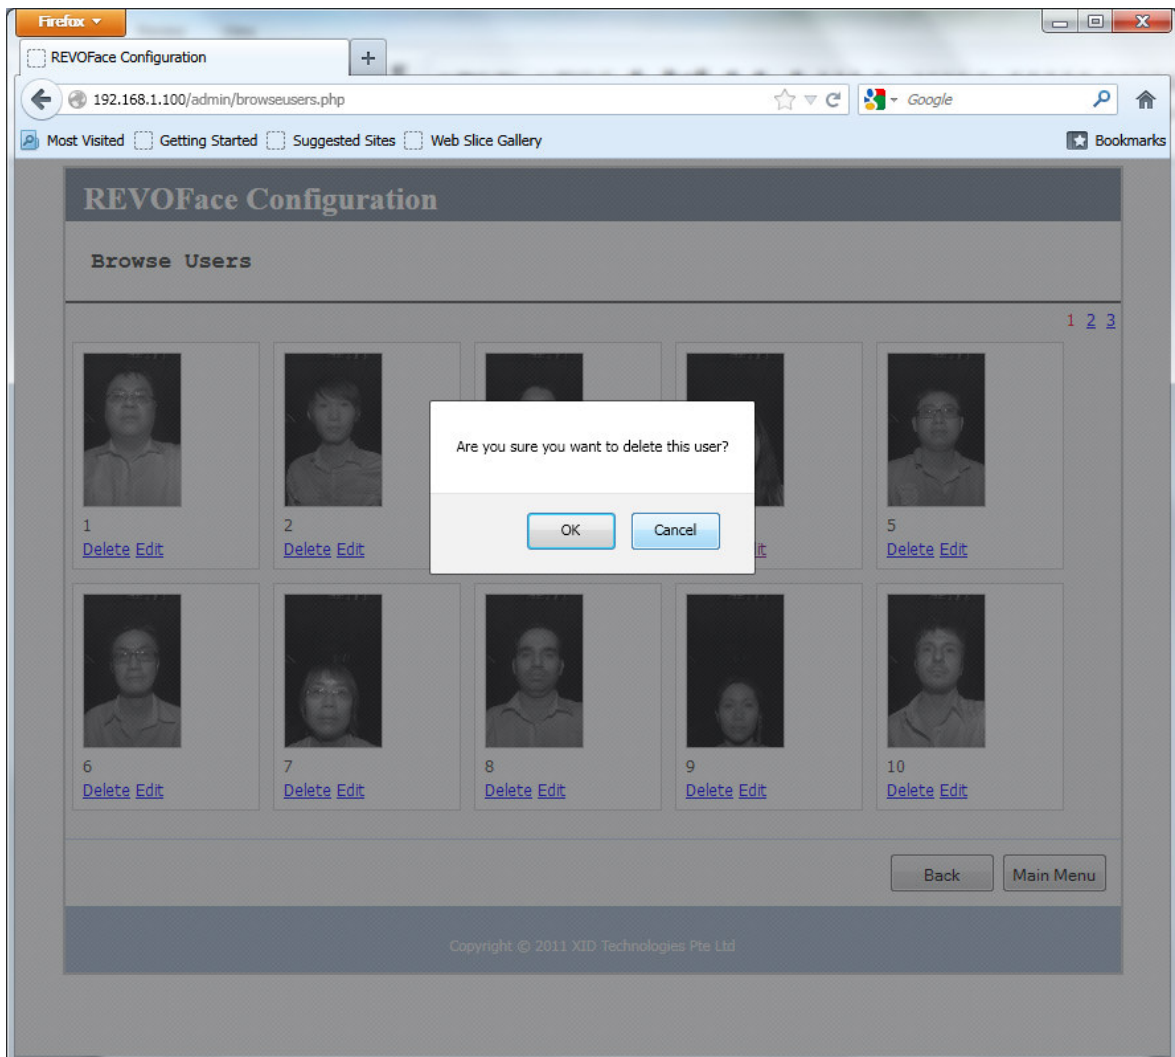 Firefox
REVOFace Configuration
192.168.1.100/admin/browseusers.php
Google
Most Visited Getting Started Suggested Sites Web Slice Gallery
Bookmarks
REVOFace Configuration
Browse Users
1 2 3
Are you sure you want to delete this user?
OK Cancel
1 2 5
Delete Edit Delete Edit it Delete Edit
6 7 8 9 10
Delete Edit Delete Edit Delete Edit Delete Edit Delete Edit
Back Main Menu
Copyright © 2011 XID Technologies Pte Ltd